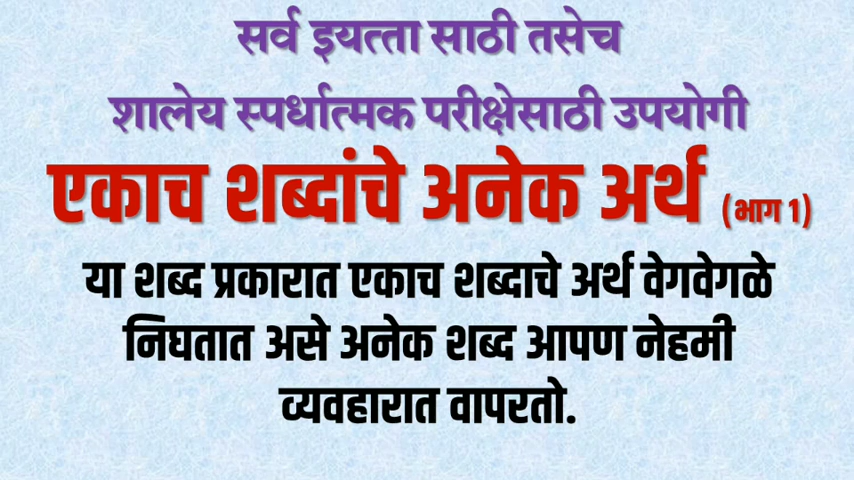 सर्व इयत्ता साठी तसेच
शालेय स्पर्धात्मक परीक्षेसाठी उपयोगी
एकाच शब्दांचे अनेक अर्थ (भाग 1)
या शब्द प्रकारात एकाच शब्दाचे अर्थ वेगवेगळे
निघतात असे अनेक शब्द आपण नेहमी
व्यवहारात वापरतो.